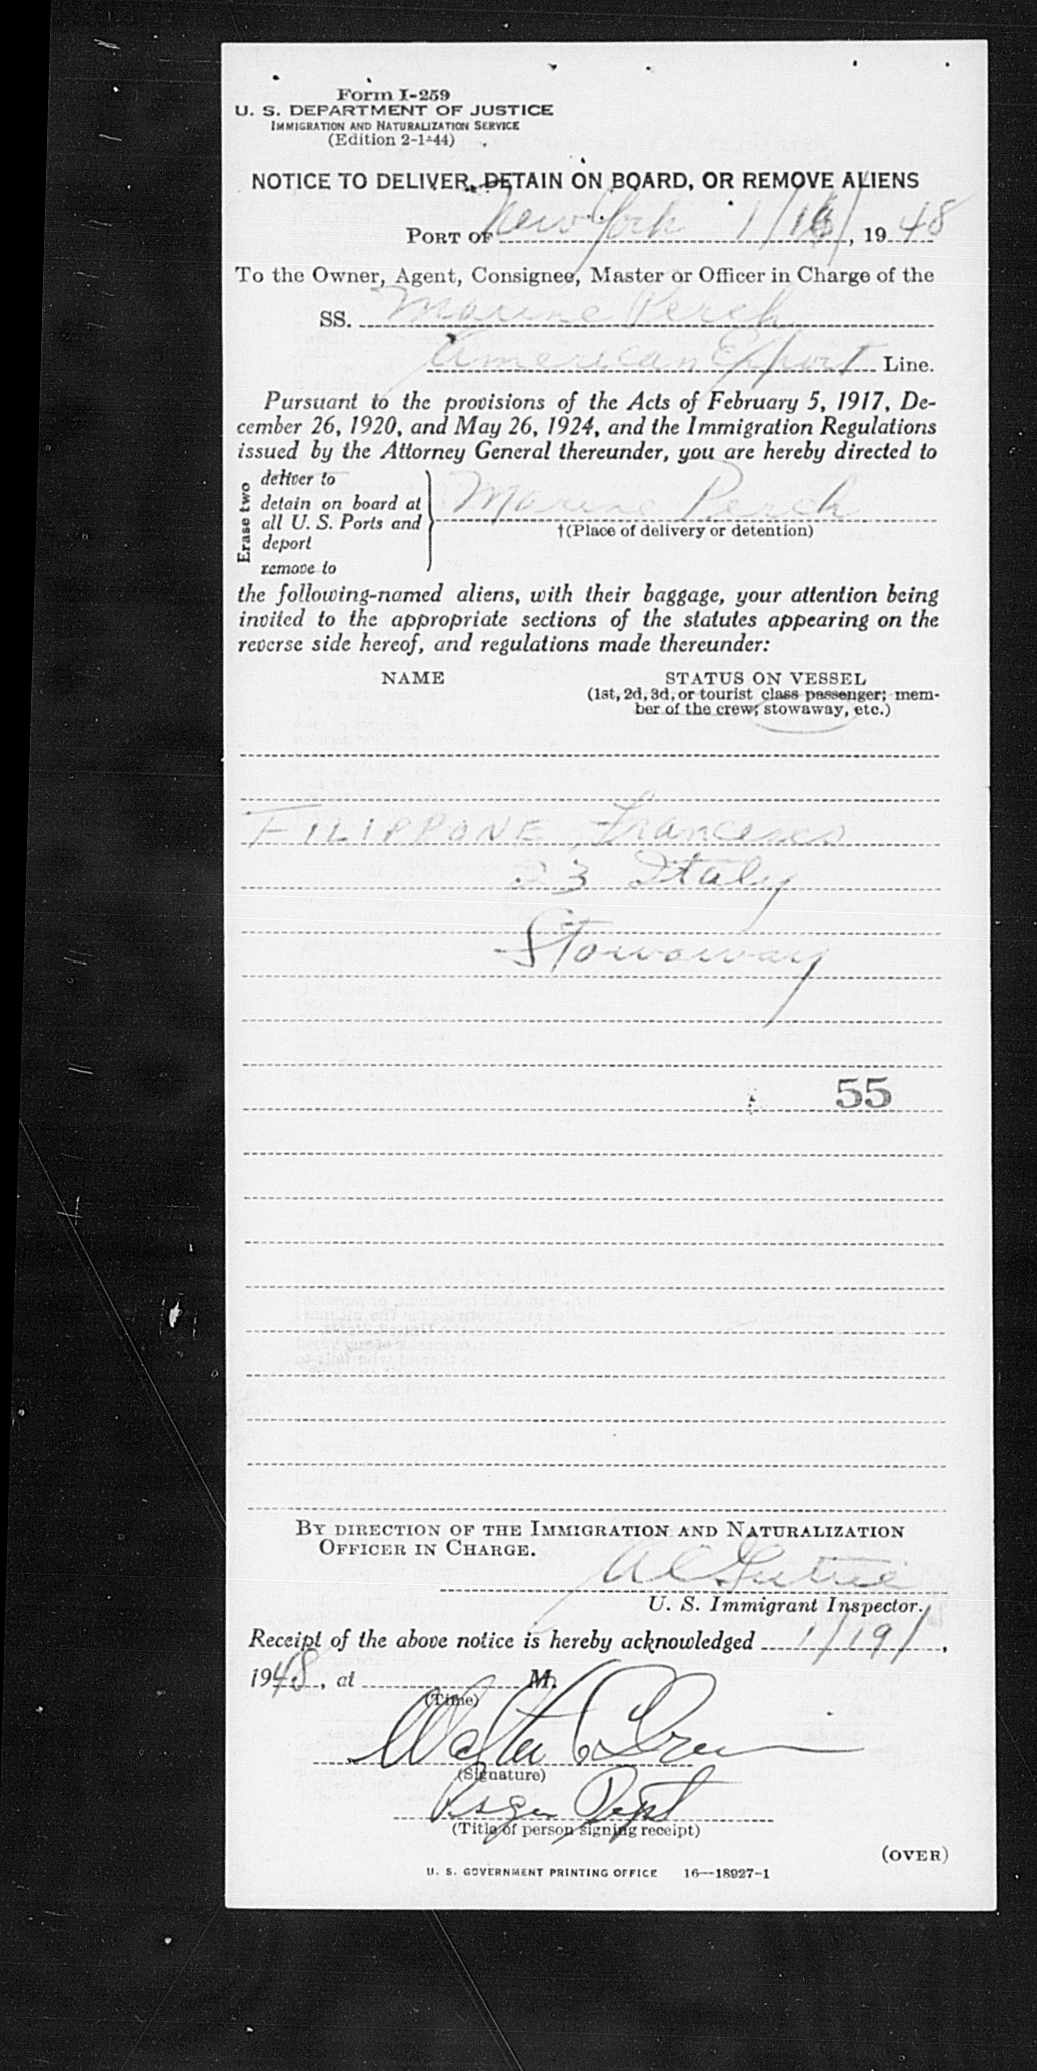 Form I-259
U. S. DEPARTMENT OF JUSTICE
IMMIGRATION AND NATURALIZATION SERVICE
(Edition 2-1-44)
NOTICE TO DELIVER, DETAIN ON BOARD, OR REMOVE ALIENS
PORT OF New York 1/16/, 1948
To the Owner, Agent, Consignee, Master or Officer in Charge of the
SS. Marine Perch
American Export Line.
Pursuant to the provisions of the Acts of February 5, 1917, De-
cember 26, 1920, and May 26, 1924, and the Immigration Regulations
issued by the Attorney General thereunder, you are hereby directed to
Erase two
deliver to
detain on board at
all U. S. Ports and
deport
remove to
Marine Perch
†(Place of delivery or detention)
the following-named aliens, with their baggage, your attention being
invited to the appropriate sections of the statutes appearing on the
reverse side hereof, and regulations made thereunder:
NAME STATUS ON VESSEL
(1st, 2d, 3d, or tourist class passenger; mem-
ber of the crew; stowaway, etc.)
FILIPPONE, Francesco
23 Italy
Stowaway
55
BY DIRECTION OF THE IMMIGRATION AND NATURALIZATION
OFFICER IN CHARGE.
U. S. Immigrant Inspector.
Receipt of the above notice is hereby acknowledged 1/19/,
1948, at M.
(Time)
Walter
(Signature)
Psgr Dept
(Title of person signing receipt)
(OVER)
U. S. GOVERNMENT PRINTING OFFICE 16—18927-1